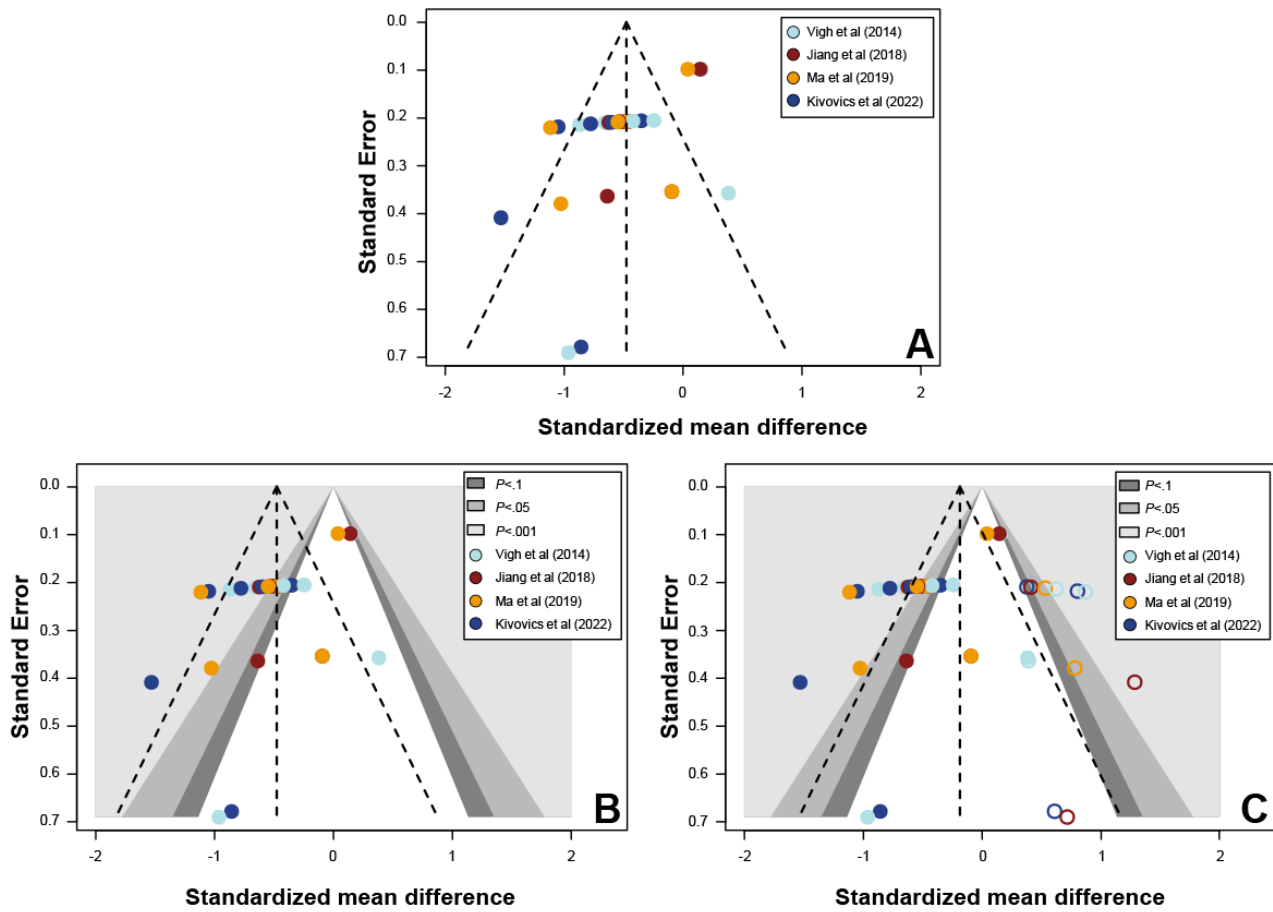 0.0
0.1
0.2
0.3
0.4
0.5
0.6
0.7
Standard Error
Vigh et al (2014)
Jiang et al (2018)
Ma et al (2019)
Kivovics et al (2022)
A
-2 -1 0 1 2
Standardized mean difference
0.0
0.1
0.2
0.3
0.4
0.5
0.6
0.7
Standard Error
P<.1
P<.05
P<.001
Vigh et al (2014)
Jiang et al (2018)
Ma et al (2019)
Kivovics et al (2022)
B
-2 -1 0 1 2
Standardized mean difference
0.0
0.1
0.2
0.3
0.4
0.5
0.6
0.7
Standard Error
P<.1
P<.05
P<.001
Vigh et al (2014)
Jiang et al (2018)
Ma et al (2019)
Kivovics et al (2022)
C
-2 -1 0 1 2
Standardized mean difference